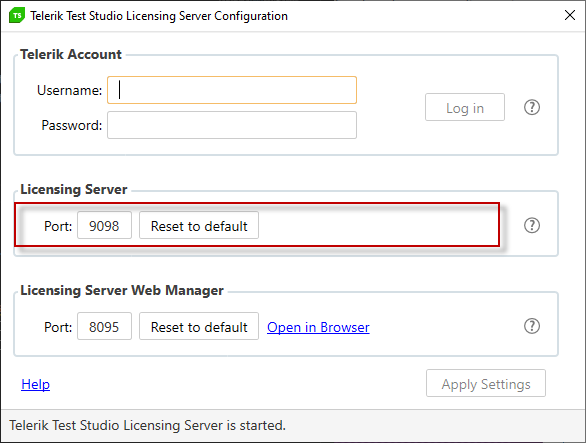 TS Telerik Test Studio Licensing Server Configuration
Telerik Account
Username:
Password:
Log in
?
Licensing Server
Port: 9098 Reset to default
?
Licensing Server Web Manager
Port: 8095 Reset to default Open in Browser
?
Help
Apply Settings
Telerik Test Studio Licensing Server is started.